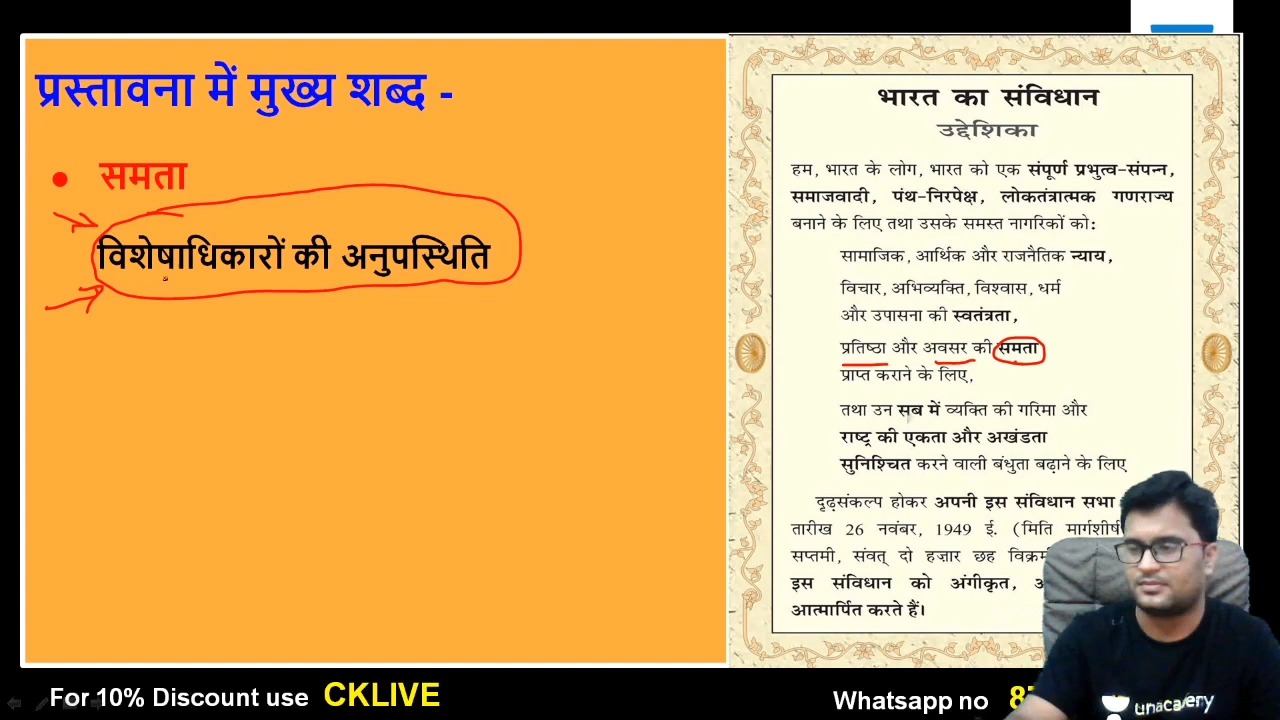 प्रस्तावना में मुख्य शब्द -
• समता
विशेषाधिकारों की अनुपस्थिति
भारत का संविधान
उद्देशिका
हम, भारत के लोग, भारत को एक संपूर्ण प्रभुत्व-संपन्न,
समाजवादी, पंथ-निरपेक्ष, लोकतंत्रात्मक गणराज्य
बनाने के लिए तथा उसके समस्त नागरिकों को:
सामाजिक, आर्थिक और राजनैतिक न्याय,
विचार, अभिव्यक्ति, विश्वास, धर्म
और उपासना की स्वतंत्रता,
प्रतिष्ठा और अवसर की समता
प्राप्त कराने के लिए,
तथा उन सब में व्यक्ति की गरिमा और
राष्ट्र की एकता और अखंडता
सुनिश्चित करने वाली बंधुता बढ़ाने के लिए
दृढ़संकल्प होकर अपनी इस संविधान सभा
तारीख 26 नवंबर, 1949 ई. (मिति मार्गशीर्ष
सप्तमी, संवत् दो हजार छह
इस संविधान को अंगीकृत,
आत्मार्पित करते हैं।
unacademy
For 10% Discount use CKLIVE
Whatsapp no 8